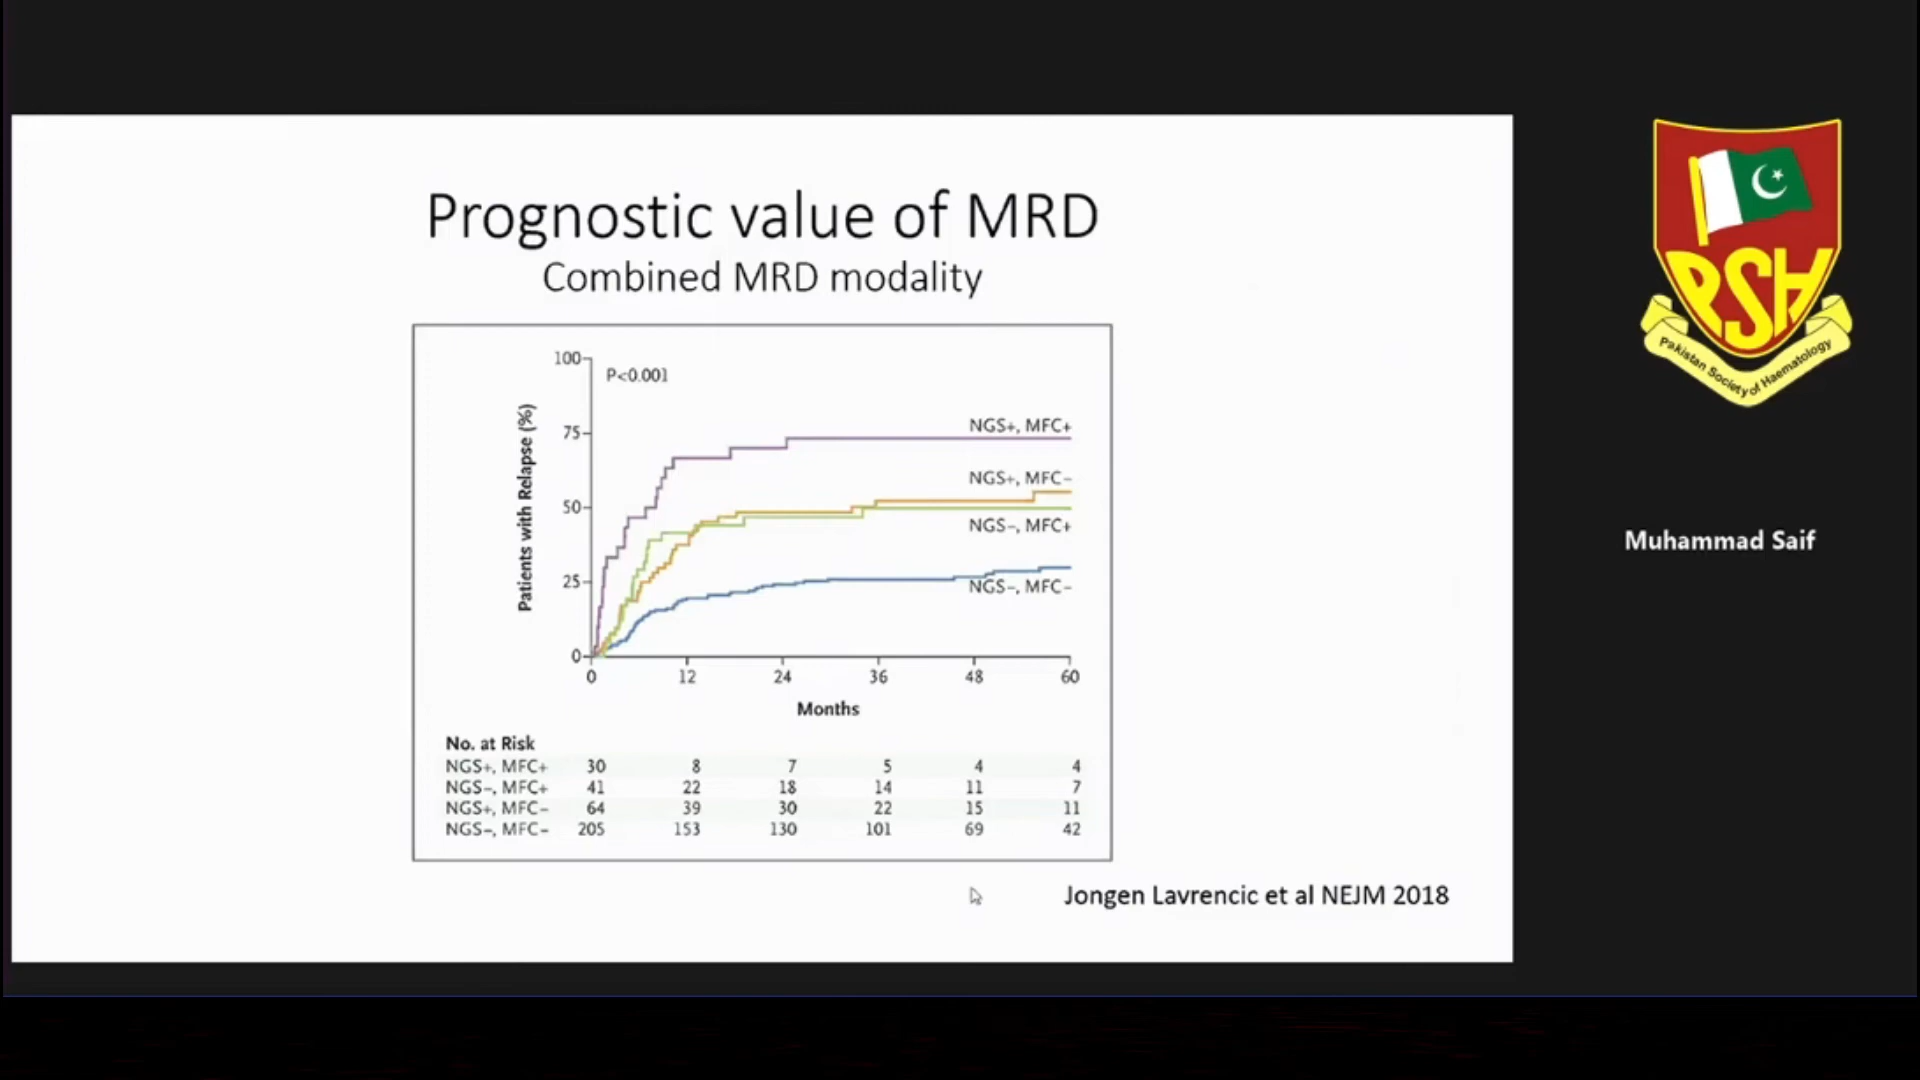 Prognostic value of MRD
Combined MRD modality
100
P<0.001
75
50
25
0
Patients with Relapse (%)
NGS+, MFC+
NGS+, MFC−
NGS−, MFC+
NGS−, MFC−
0 12 24 36 48 60
Months
No. at Risk
NGS+, MFC+ 30 8 7 5 4 4
NGS−, MFC+ 41 22 18 14 11 7
NGS+, MFC− 64 39 30 22 15 11
NGS−, MFC− 205 153 130 101 69 42
Jongen Lavrencic et al NEJM 2018
PSH
Pakistan Society of Haematology
Muhammad Saif